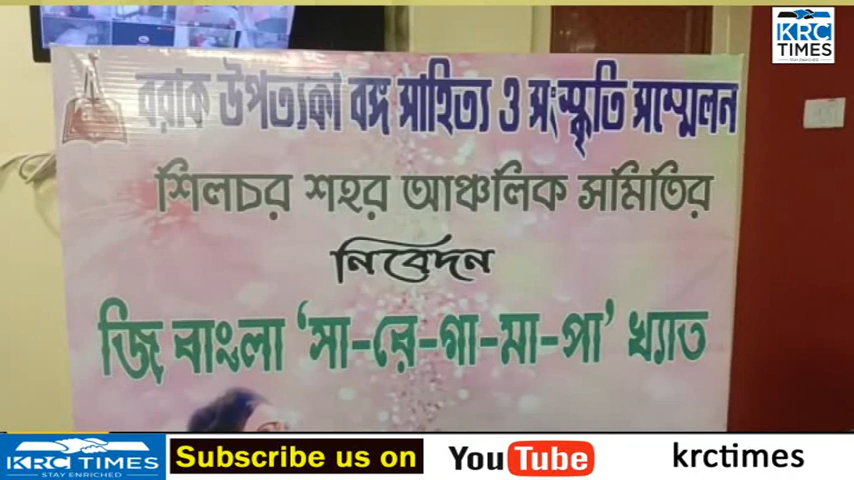 KRC
TIMES
বরাক উপত্যকা বঙ্গ সাহিত্য ও সংস্কৃতি সম্মেলন
শিলচর শহর আঞ্চলিক সমিতির
নিবেদন
জি বাংলা ‘সা-রে-গা-মা-পা’ খ্যাত
KRC TIMES
STAY ENRICHED
Subscribe us on
YouTube
krctimes